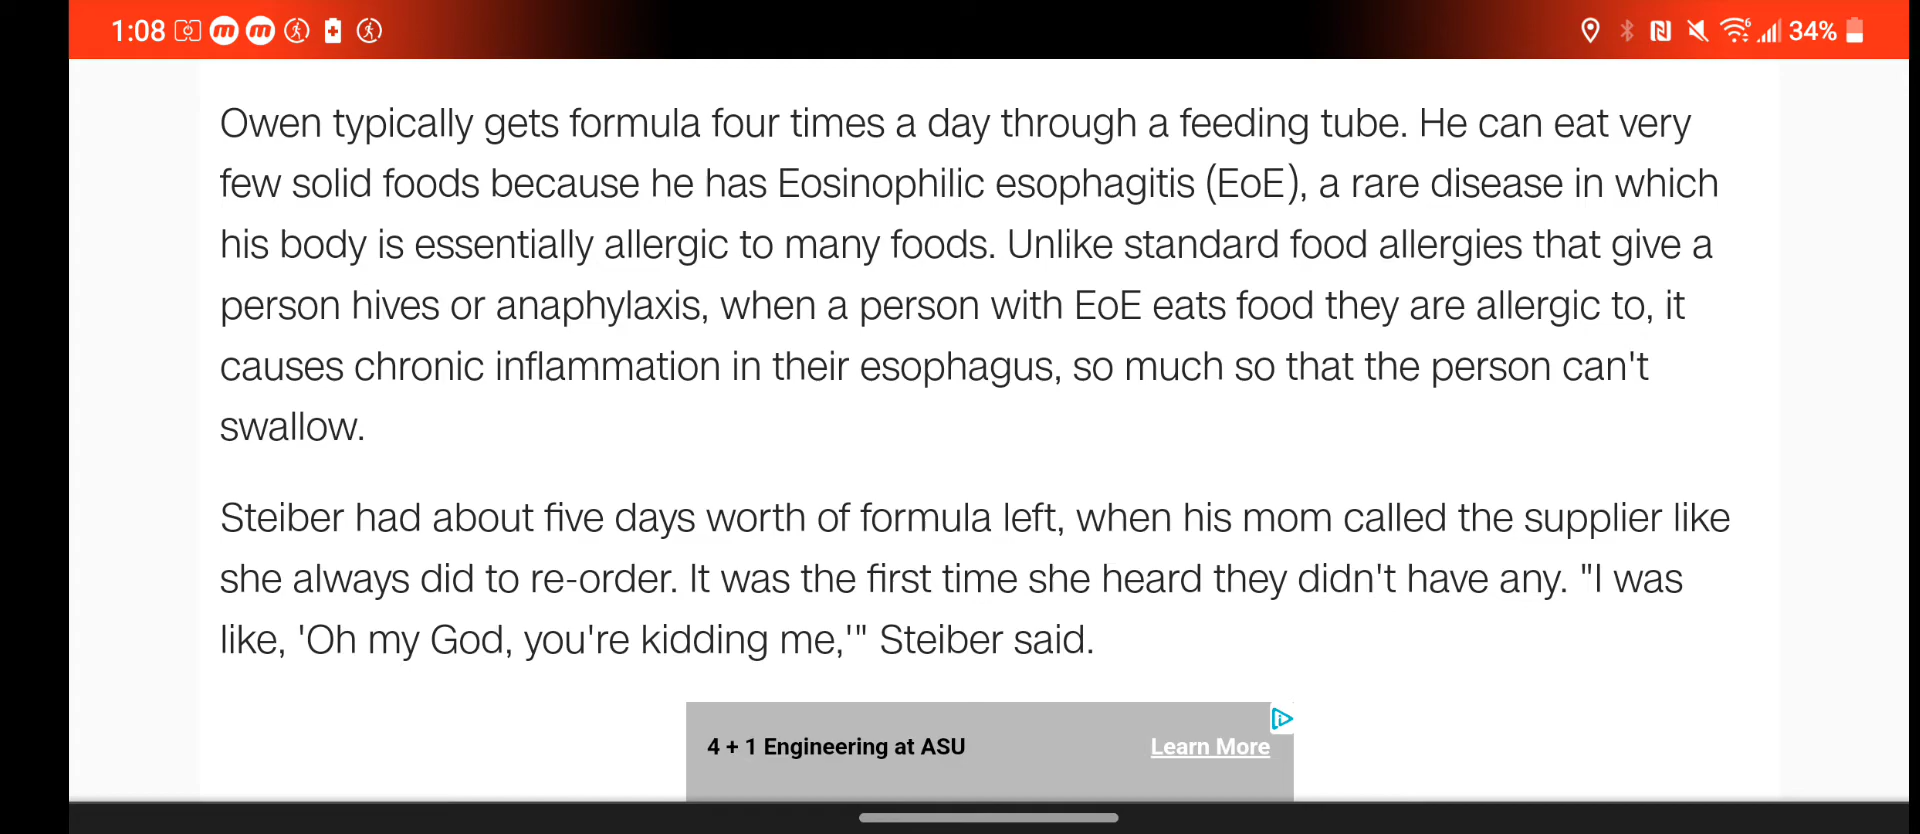 1:08
34%
Owen typically gets formula four times a day through a feeding tube. He can eat very
few solid foods because he has Eosinophilic esophagitis (EoE), a rare disease in which
his body is essentially allergic to many foods. Unlike standard food allergies that give a
person hives or anaphylaxis, when a person with EoE eats food they are allergic to, it
causes chronic inflammation in their esophagus, so much so that the person can't
swallow.
Steiber had about five days worth of formula left, when his mom called the supplier like
she always did to re-order. It was the first time she heard they didn't have any. "I was
like, 'Oh my God, you're kidding me,'" Steiber said.
4 + 1 Engineering at ASU
Learn More